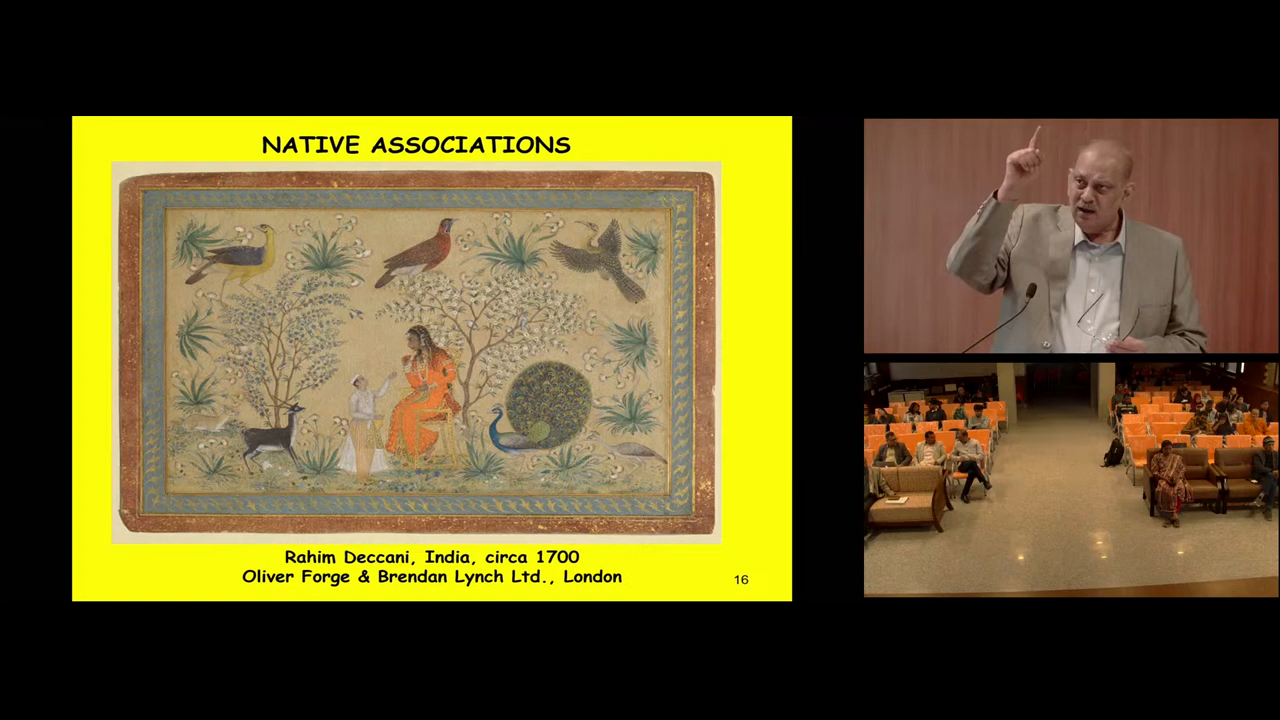 NATIVE ASSOCIATIONS
Rahim Deccani, India, circa 1700
Oliver Forge & Brendan Lynch Ltd., London
16